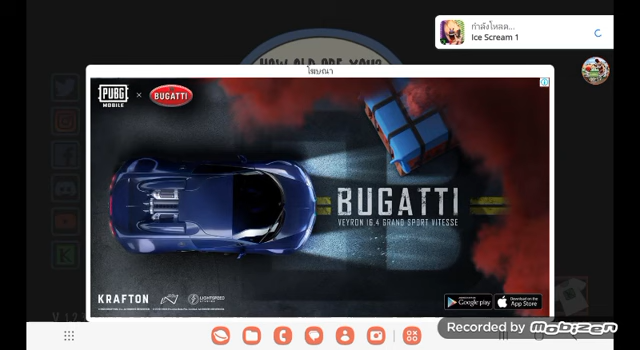 กำลังโหลด...
Ice Scream 1
HOW OLD ARE YOU?
โฆษณา
PUBG
MOBILE
×
BUGATTI
BUGATTI
VEYRON 16.4 GRAND SPORT VITESSE
KRAFTON
LIGHTSPEED
Google play
App Store
Recorded by mobizen